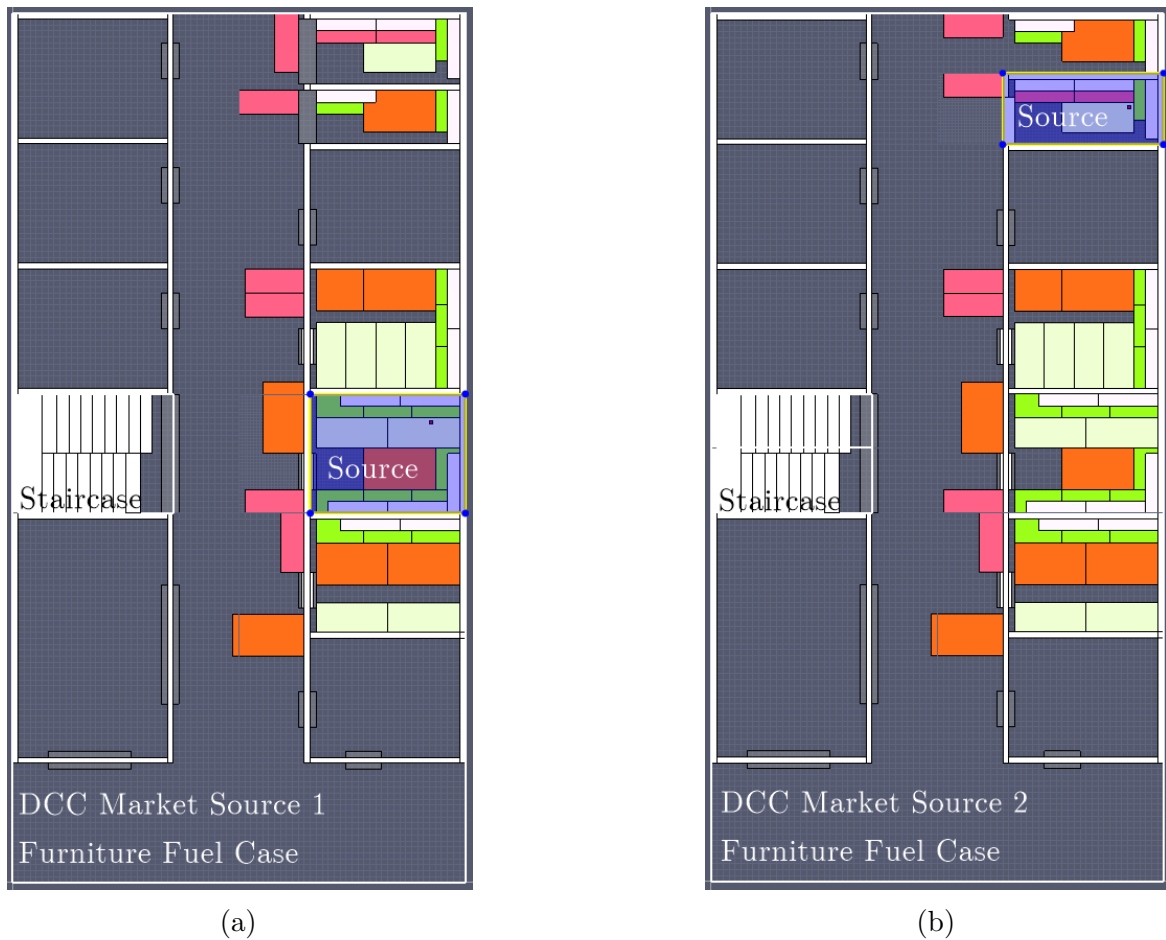 Source
Source
Staircase
Staircase
DCC Market Source 1
Furniture Fuel Case
DCC Market Source 2
Furniture Fuel Case
(a)
(b)